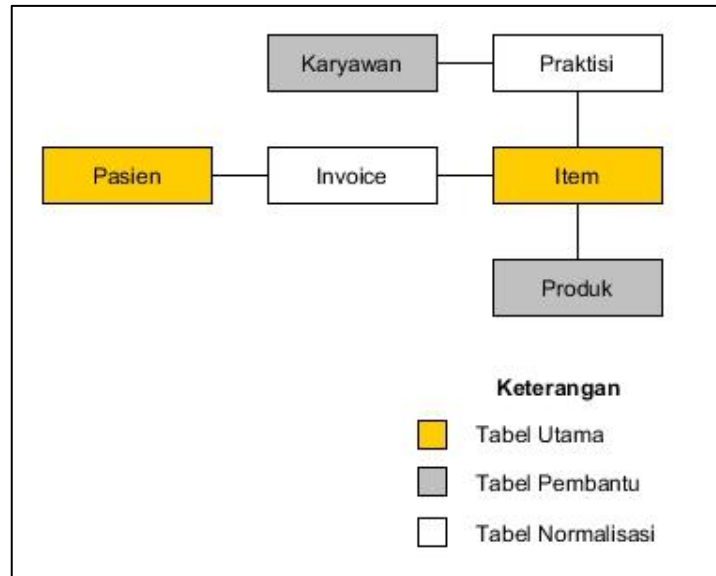 Karyawan
Praktisi
Pasien
Invoice
Item
Produk
Keterangan
Tabel Utama
Tabel Pembantu
Tabel Normalisasi